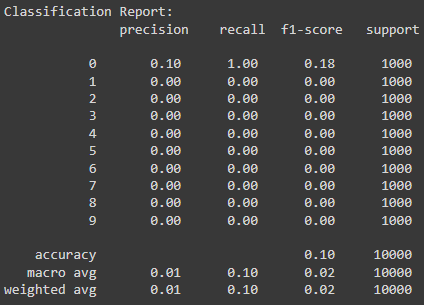 Classification Report:
precision recall f1-score support
0 0.10 1.00 0.18 1000
1 0.00 0.00 0.00 1000
2 0.00 0.00 0.00 1000
3 0.00 0.00 0.00 1000
4 0.00 0.00 0.00 1000
5 0.00 0.00 0.00 1000
6 0.00 0.00 0.00 1000
7 0.00 0.00 0.00 1000
8 0.00 0.00 0.00 1000
9 0.00 0.00 0.00 1000
accuracy 0.10 10000
macro avg 0.01 0.10 0.02 10000
weighted avg 0.01 0.10 0.02 10000